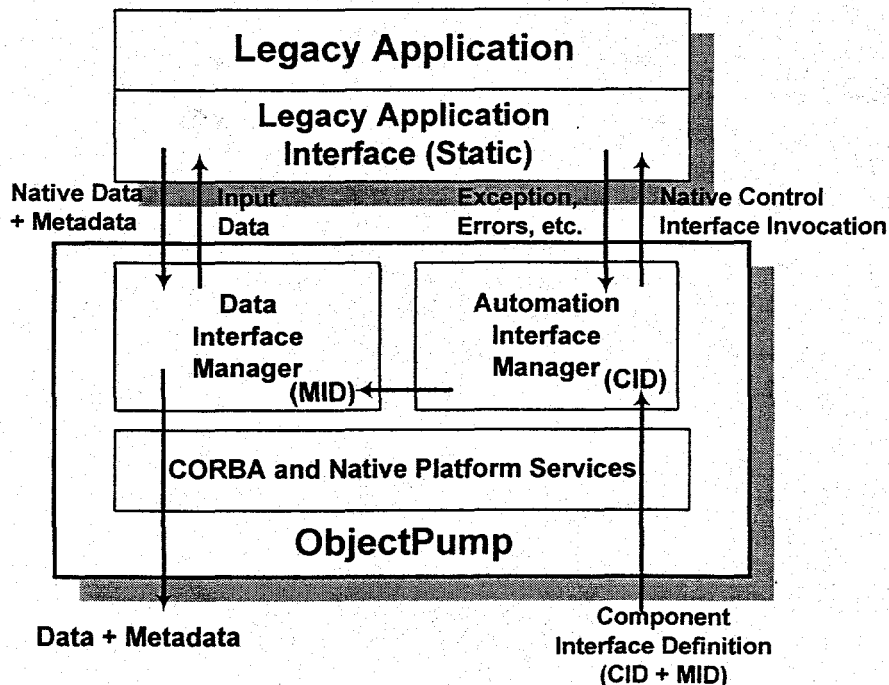 Legacy Application
Legacy Application
Interface (Static)
Native Data
+ Metadata
Input
Data
Exception,
Errors, etc.
Native Control
Interface Invocation
Data
Interface
Manager
(MID)
Automation
Interface
Manager
(CID)
CORBA and Native Platform Services
ObjectPump
Data + Metadata
Component
Interface Definition
(CID + MID)